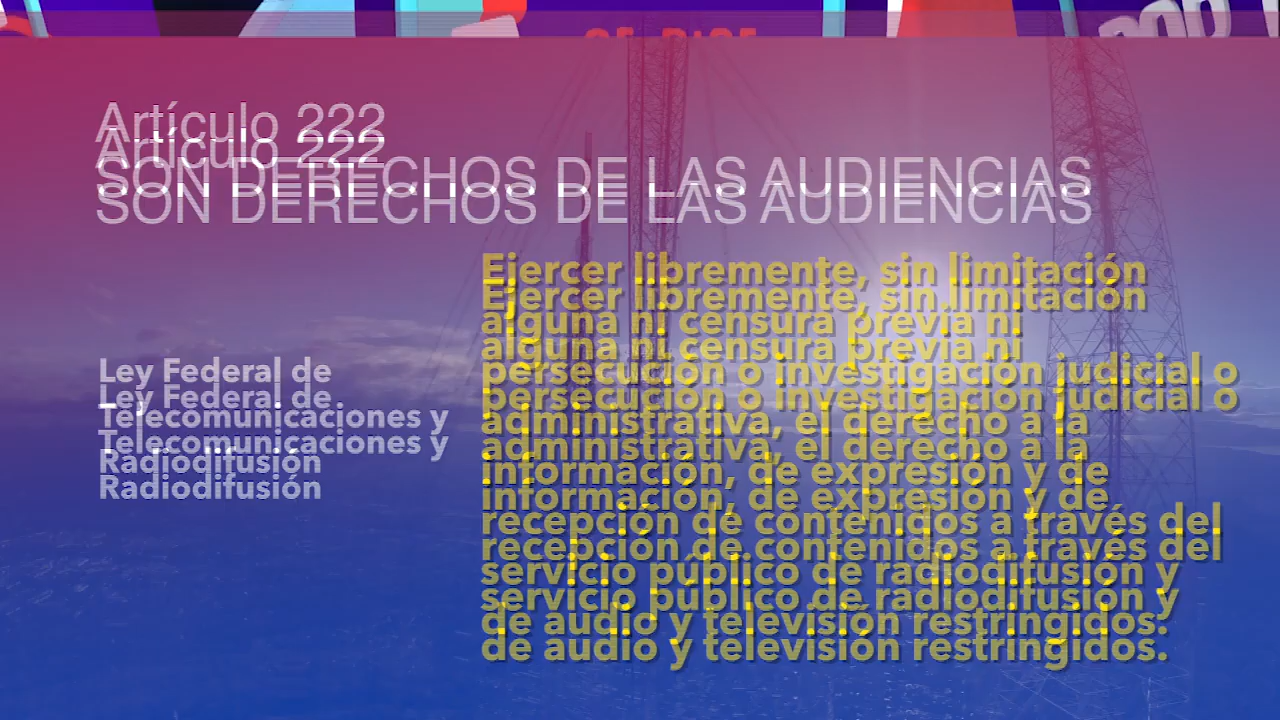 Artículo 222
SON DERECHOS DE LAS AUDIENCIAS
Ejercer libremente, sin limitación
alguna ni censura previa ni
persecución o investigación judicial o
administrativa, el derecho a la
información, de expresión y de
recepción de contenidos a través del
servicio público de radiodifusión y
de audio y televisión restringidos.
Ley Federal de
Telecomunicaciones y
Radiodifusión